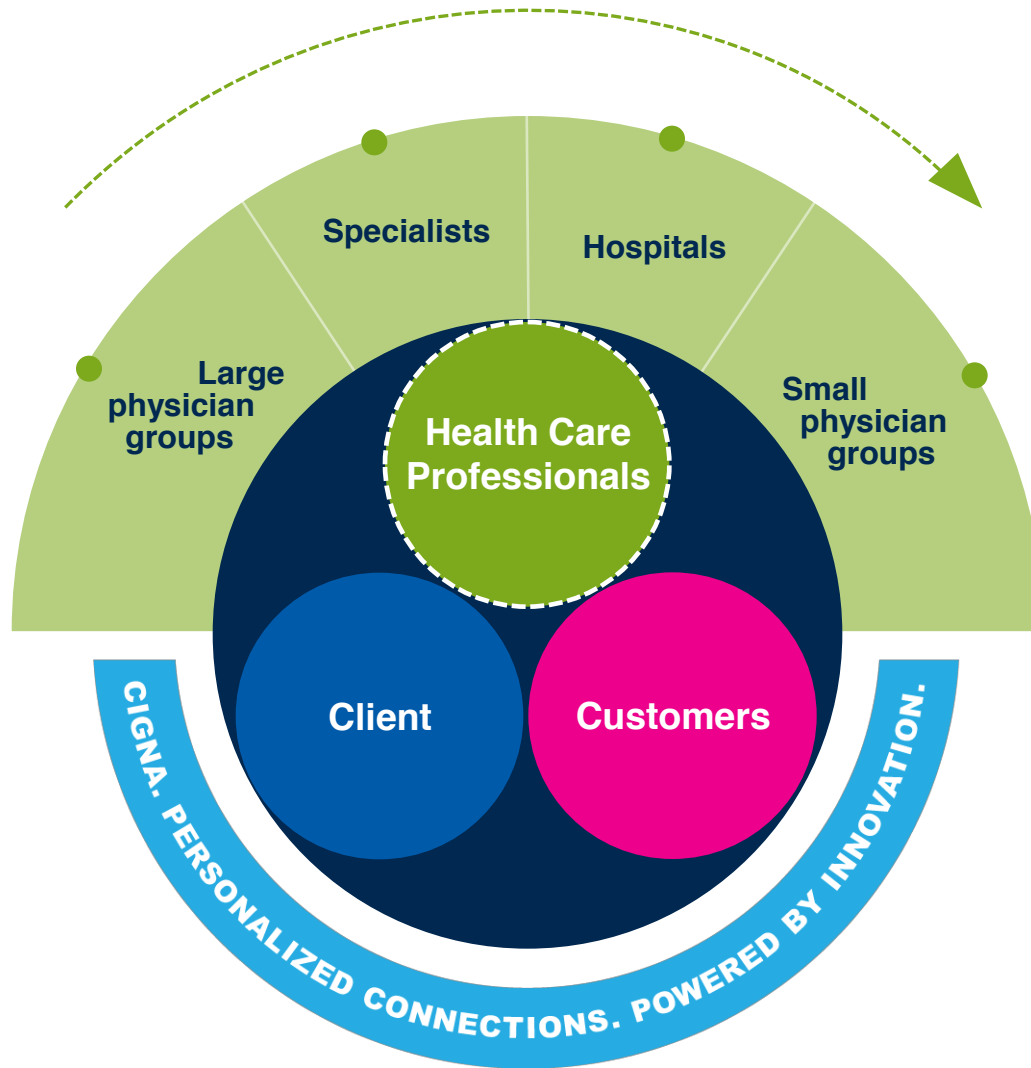 Specialists
Hospitals
Large
physician
groups
Small
physician
groups
Health Care
Professionals
Client
Customers
CIGNA. PERSONALIZED CONNECTIONS. POWERED BY INNOVATION.